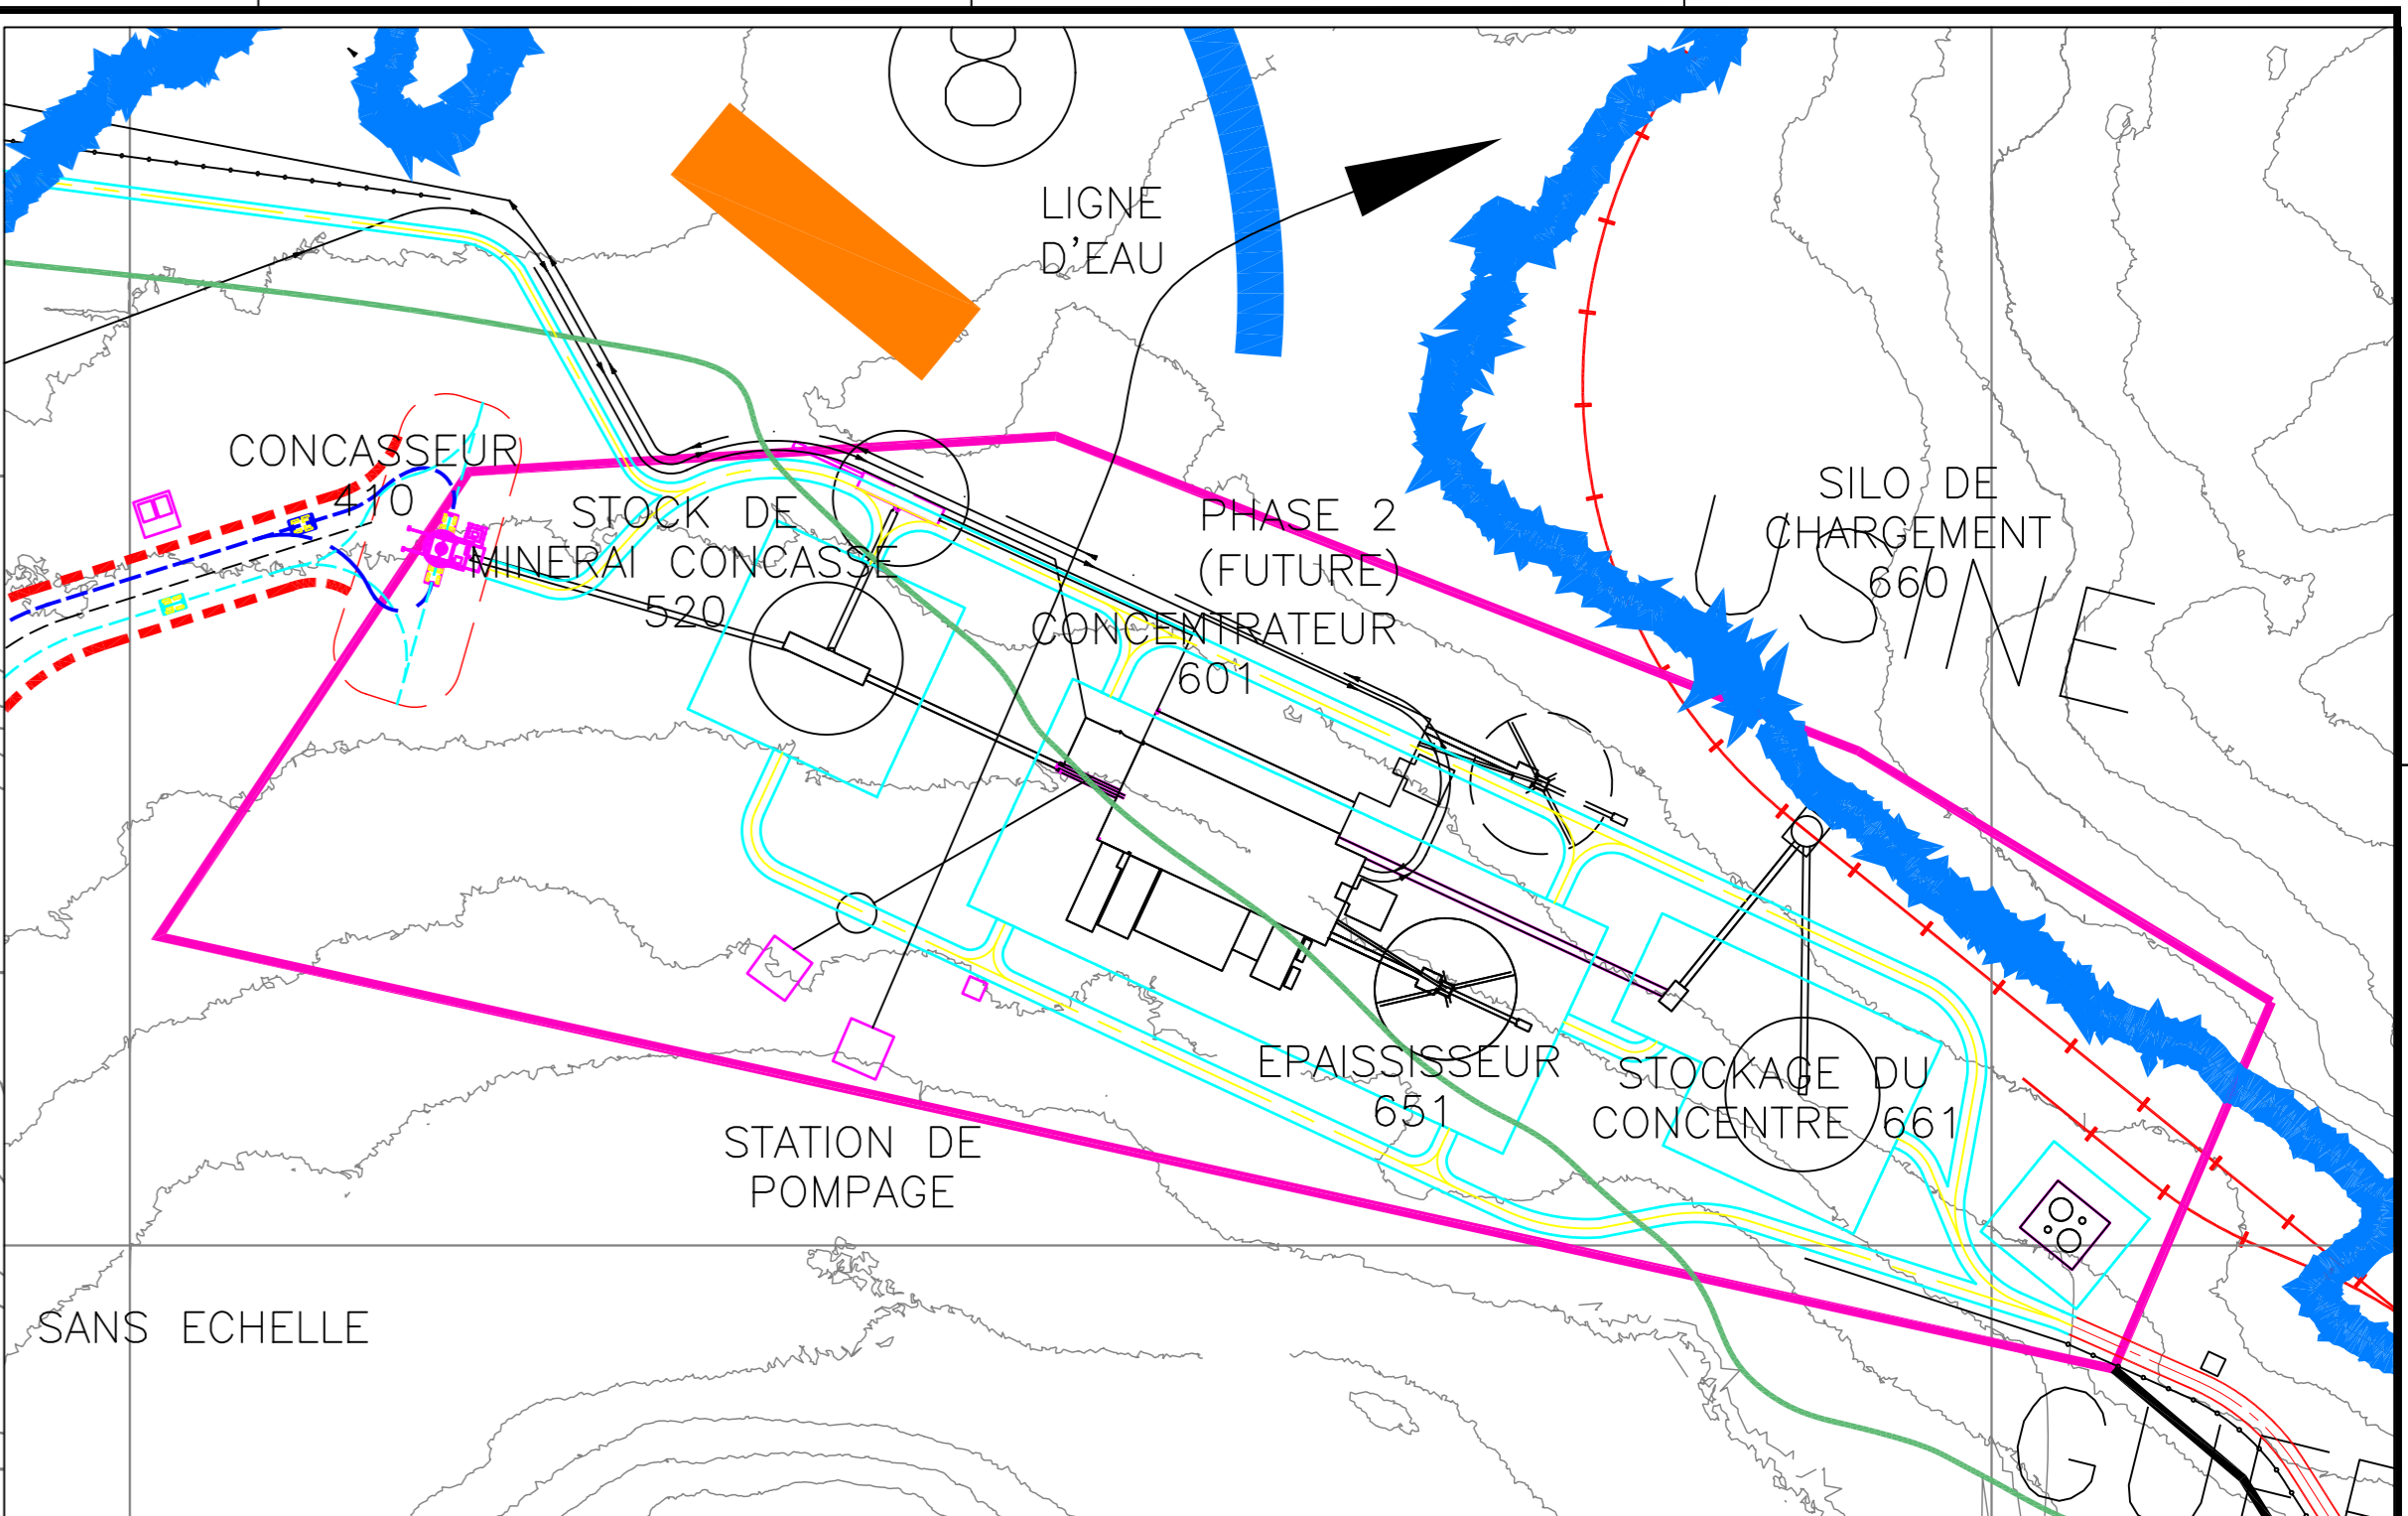 8
LIGNE
D'EAU
CONCASSEUR
410
STOCK DE
MINERAI CONCASSE
520
PHASE 2
(FUTURE)
CONCENTRATEUR
601
SILO DE
CHARGEMENT
660
USINE
EPAISSISSEUR
651
STOCKAGE DU
CONCENTRE 661
STATION DE
POMPAGE
SANS ECHELLE